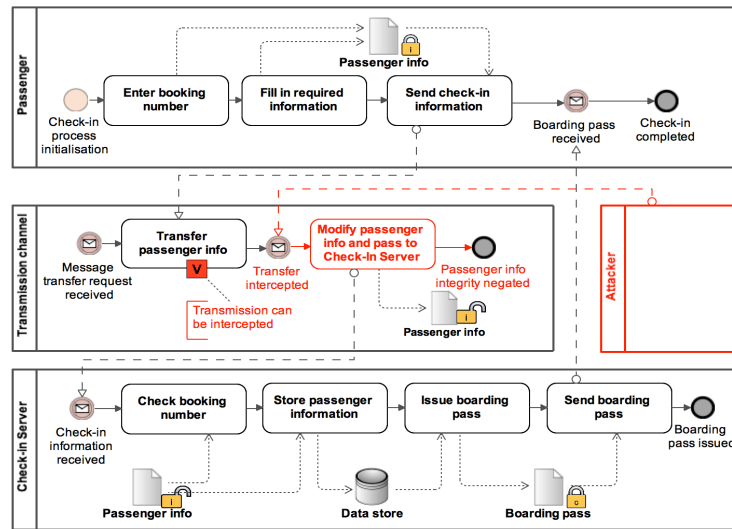 Passenger
Passenger info
i
Enter booking
number
Fill in required
information
Send check-in
information
Check-in
process
initialisation
Boarding pass
received
Check-in
completed
Transmission channel
Transfer
passenger info
V
Message
transfer request
received
Transfer
intercepted
Modify passenger
info and pass to
Check-In Server
Passenger info
integrity negated
Transmission can
be intercepted
i
Passenger info
Attacker
Check-in Server
Check booking
number
Store passenger
information
Issue boarding
pass
Send boarding
pass
Check-in
information
received
Boarding
pass issued
i
Passenger info
Data store
c
Boarding pass